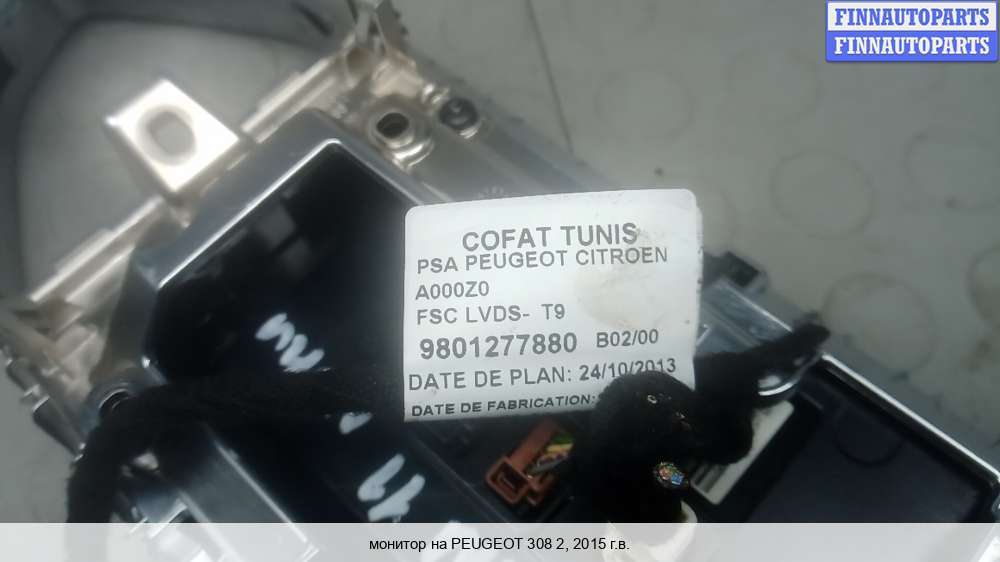 FINNAUTOPARTS
FINNAUTOPARTS
COFAT TUNIS
PSA PEUGEOT CITROEN
A000Z0
FSC LVDS- T9
9801277880 B02/00
DATE DE PLAN: 24/10/2013
DATE DE FABRICATION:
монитор на PEUGEOT 308 2, 2015 г.в.